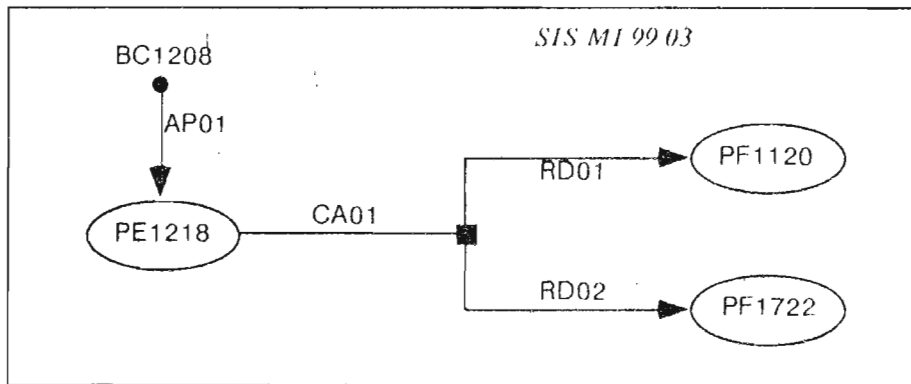 SIS MI 99 03
BC1208
AP01
RD01
PF1120
PE1218
CA01
RD02
PF1722